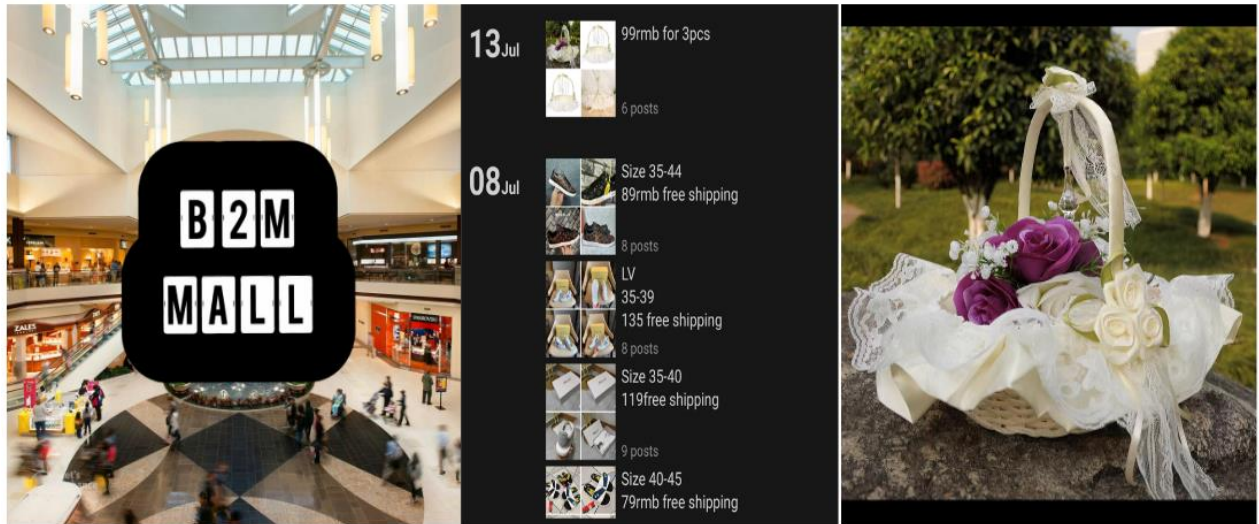 B2M
MALL
ZALES
13Jul
99rmb for 3pcs
6 posts
08Jul
Size 35-44
89rmb free shipping
8 posts
LV
35-39
135 free shipping
8 posts
Size 35-40
119free shipping
9 posts
Size 40-45
79rmb free shipping